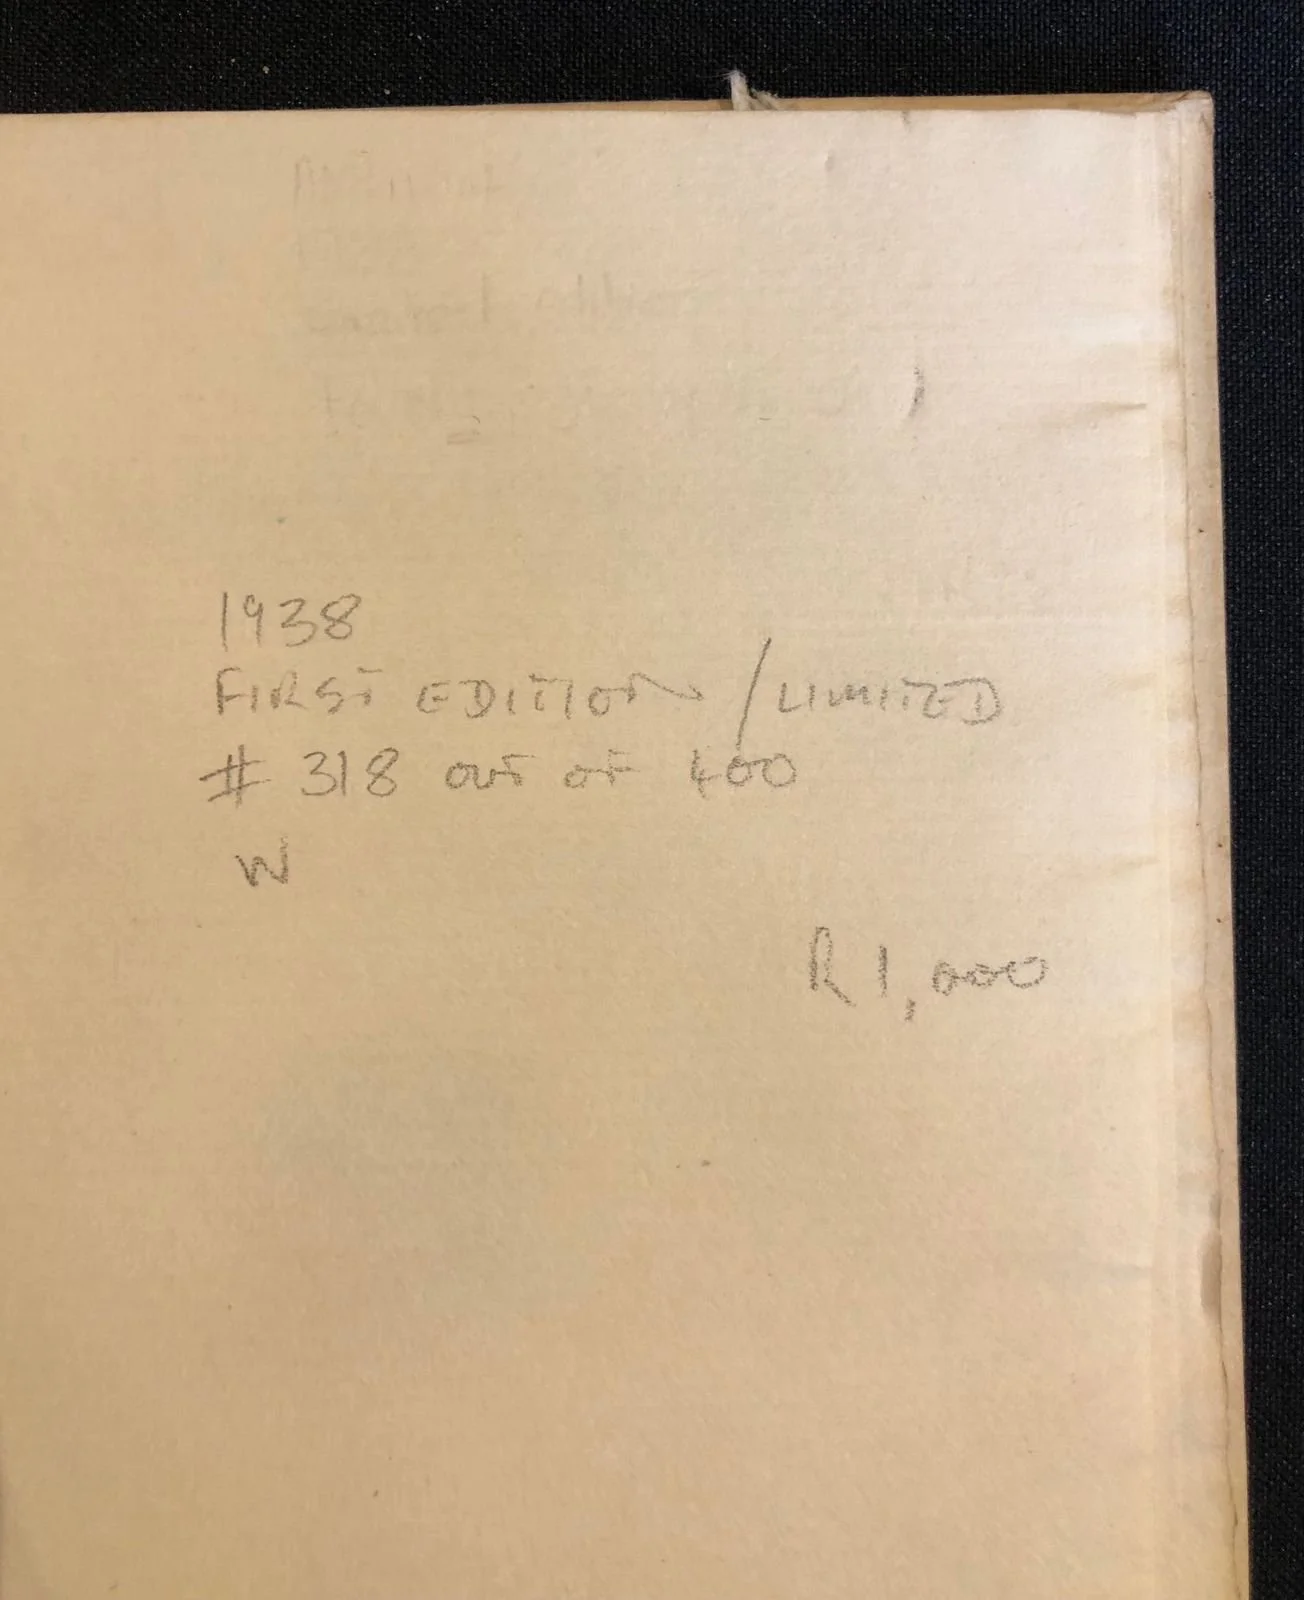 1938
FIRST EDITION / LIMITED
# 318 OUT OF 400
W
R1,000